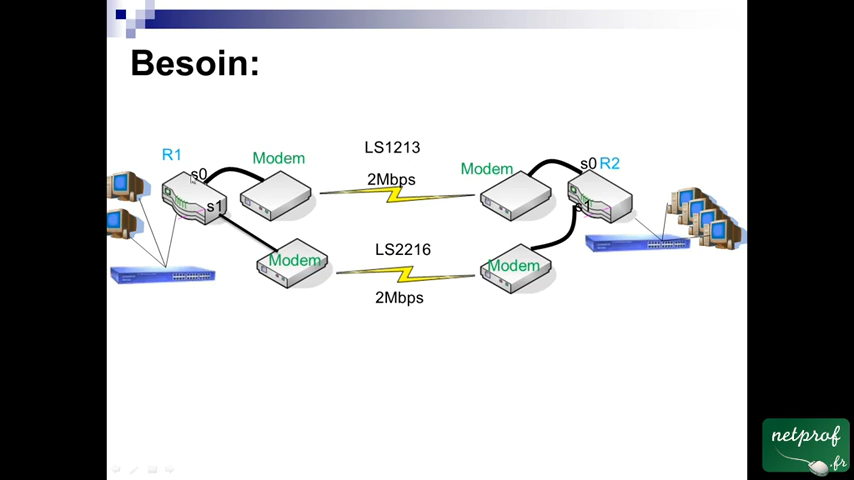 Besoin:
R1
s0
Modem
LS1213
2Mbps
Modem
s0
R2
s1
s1
Modem
LS2216
2Mbps
Modem
netprof
.fr